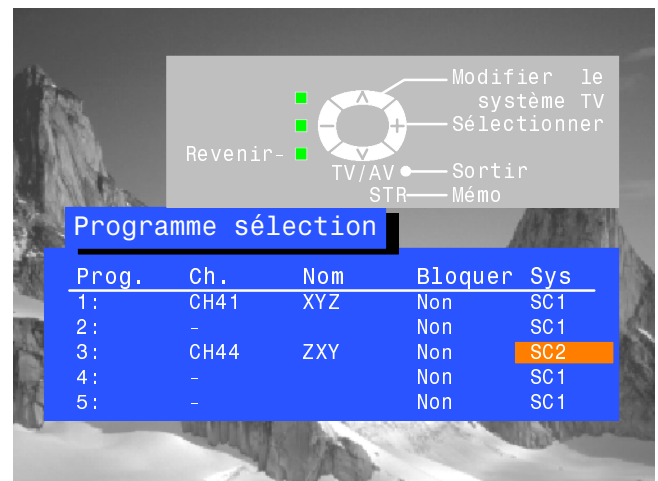 Modifier le
système TV
Sélectionner
Revenir-
TV/AV Sortir
STR Mémo
Programme sélection
Prog. Ch. Nom Bloquer Sys
1: CH41 XYZ Non SC1
2: - Non SC1
3: CH44 ZXY Non SC2
4: - Non SC1
5: - Non SC1